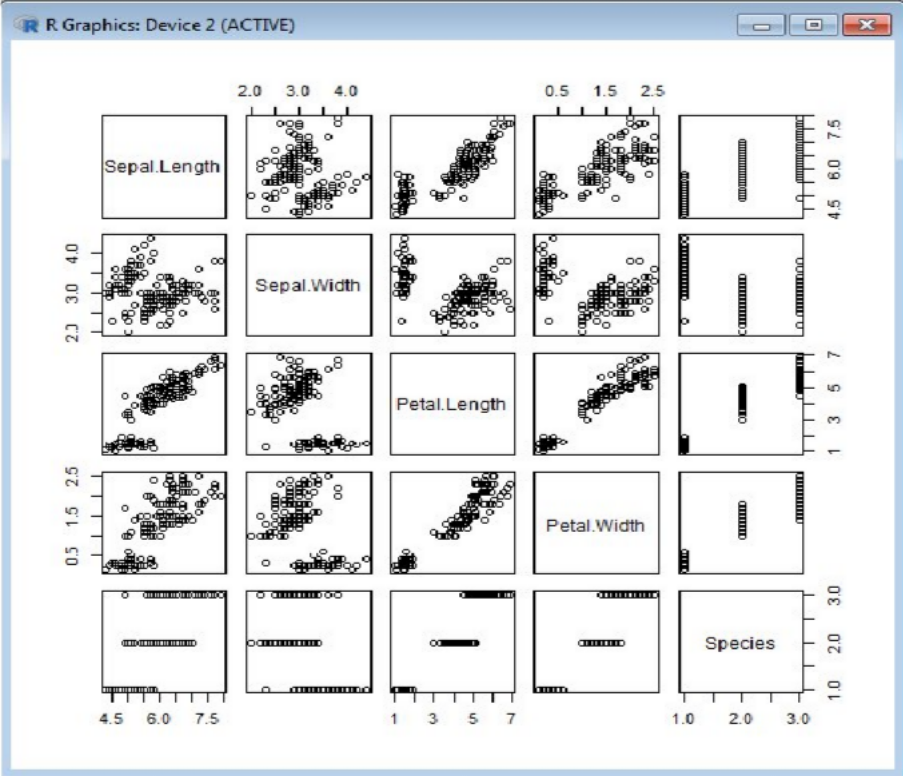 R R Graphics: Device 2 (ACTIVE)
2.0 3.0 4.0
0.5 1.5 2.5
Sepal.Length
4.5 6.0 7.5
2.0 3.0 4.0
Sepal.Width
Petal.Length
1 3 5 7
0.5 1.5 2.5
Petal.Width
Species
1.0 2.0 3.0
4.5 6.0 7.5
1 3 5 7
1.0 2.0 3.0